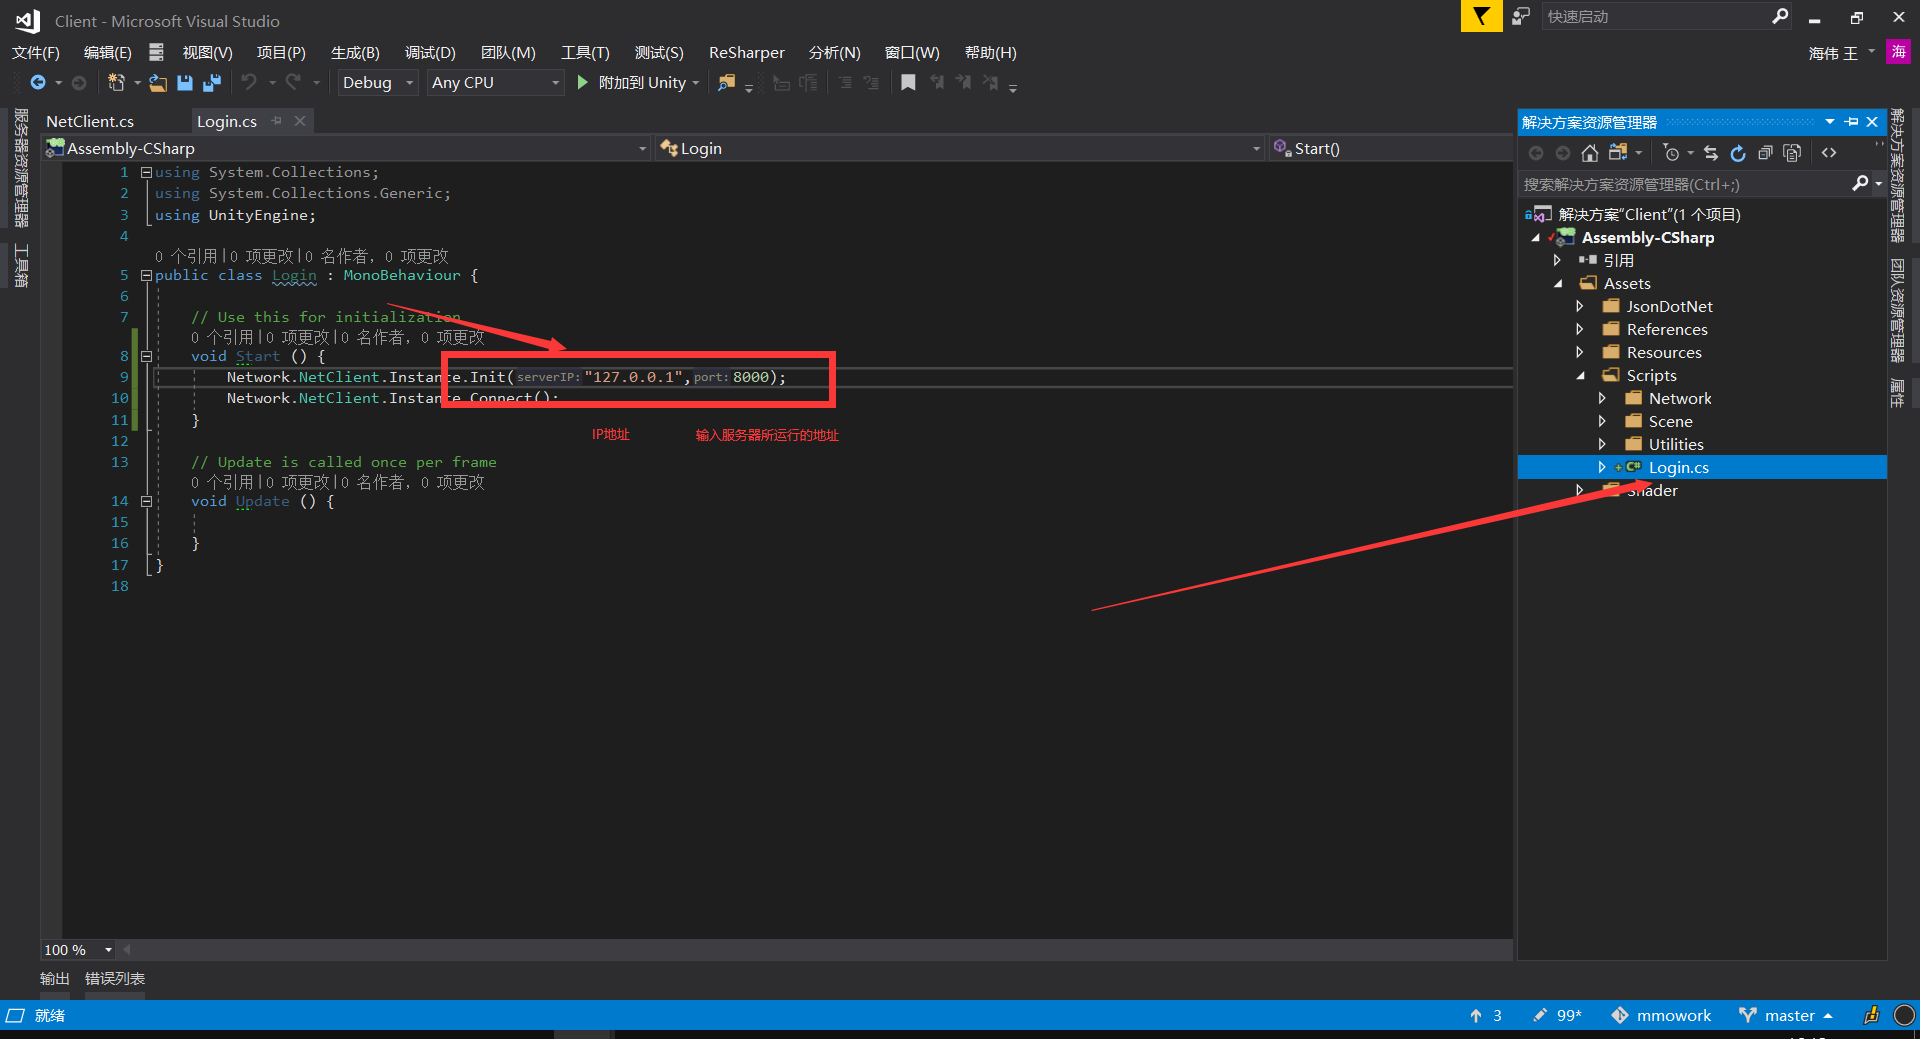 Client - Microsoft Visual Studio
快速启动
文件(F) 编辑(E) 视图(V) 项目(P) 生成(B) 调试(D) 团队(M) 工具(T) 测试(S) ReSharper 分析(N) 窗口(W) 帮助(H)
海伟 王
海
Debug Any CPU 附加到 Unity
服务器资源管理器
工具箱
NetClient.cs Login.cs
Assembly-CSharp Login Start()
1 using System.Collections;
2 using System.Collections.Generic;
3 using UnityEngine;
4
0 个引用|0 项更改|0 名作者, 0 项更改
5 public class Login : MonoBehaviour {
6
7 // Use this for initialization
0 个引用|0 项更改|0 名作者, 0 项更改
8 void Start () {
9 Network.NetClient.Instante.Init(serverIP:"127.0.0.1",port:8000);
10 Network.NetClient.Instante.Connect();
11 }
IP地址 输入服务器所运行的地址
12
13 // Update is called once per frame
0 个引用|0 项更改|0 名作者, 0 项更改
14 void Update () {
15
16 }
17 }
18
100 %
输出 错误列表
解决方案资源管理器
搜索解决方案资源管理器(Ctrl+;)
解决方案"Client"(1 个项目)
Assembly-CSharp
引用
Assets
JsonDotNet
References
Resources
Scripts
Network
Scene
Utilities
C# Login.cs
Shader
解决方案资源管理器
团队资源管理器
属性
就绪
3 99* mmowork master